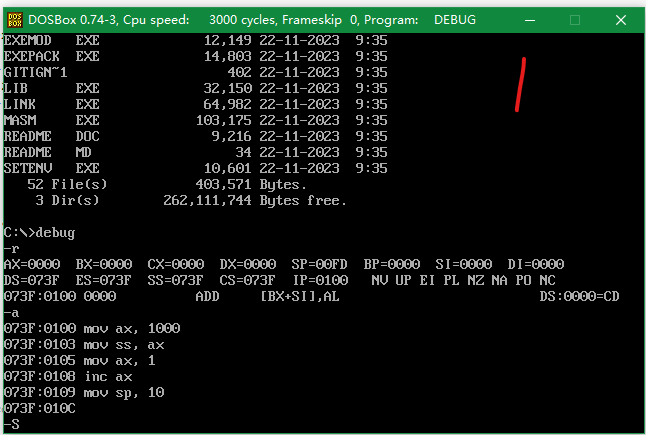 DOSBox 0.74-3, Cpu speed:    3000 cycles, Frameskip  0, Program:    DEBUG
EXEMOD   EXE             12,149 22-11-2023  9:35
EXEPACK  EXE             14,803 22-11-2023  9:35
GITIGN~1                    402 22-11-2023  9:35
LIB      EXE             32,150 22-11-2023  9:35
LINK     EXE             64,982 22-11-2023  9:35
MASM     EXE            103,175 22-11-2023  9:35
README   DOC              9,216 22-11-2023  9:35
README   MD                  34 22-11-2023  9:35
SETENV   EXE             10,601 22-11-2023  9:35
   52 File(s)           403,571 Bytes.
    3 Dir(s)        262,111,744 Bytes free.
C:\>debug
-r
AX=0000  BX=0000  CX=0000  DX=0000  SP=00FD  BP=0000  SI=0000  DI=0000
DS=073F  ES=073F  SS=073F  CS=073F  IP=0100   NV UP EI PL NZ NA PO NC
073F:0100 0000          ADD     [BX+SI],AL                         DS:0000=CD
-a
073F:0100 mov ax, 1000
073F:0103 mov ss, ax
073F:0105 mov ax, 1
073F:0108 inc ax
073F:0109 mov sp, 10
073F:010C
-S